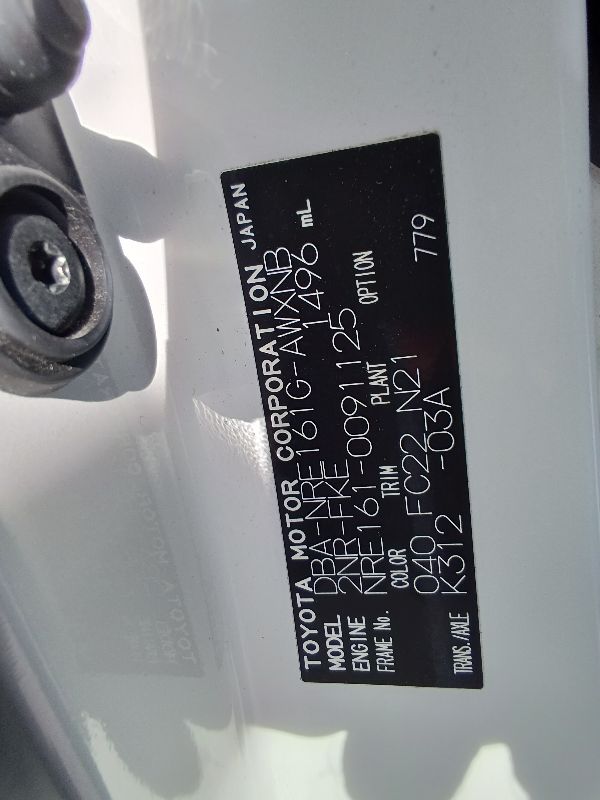 TOYOTA MOTOR CORPORATION JAPAN
MODEL DBA-NRE161G-AWXNB
ENGINE 2NR-FKE 1496 mL
FRAME No. NRE161-0091125
COLOR TRIM PLANT OPTION
040 FC22 N21 779
TRANS./AXLE K312 -03A